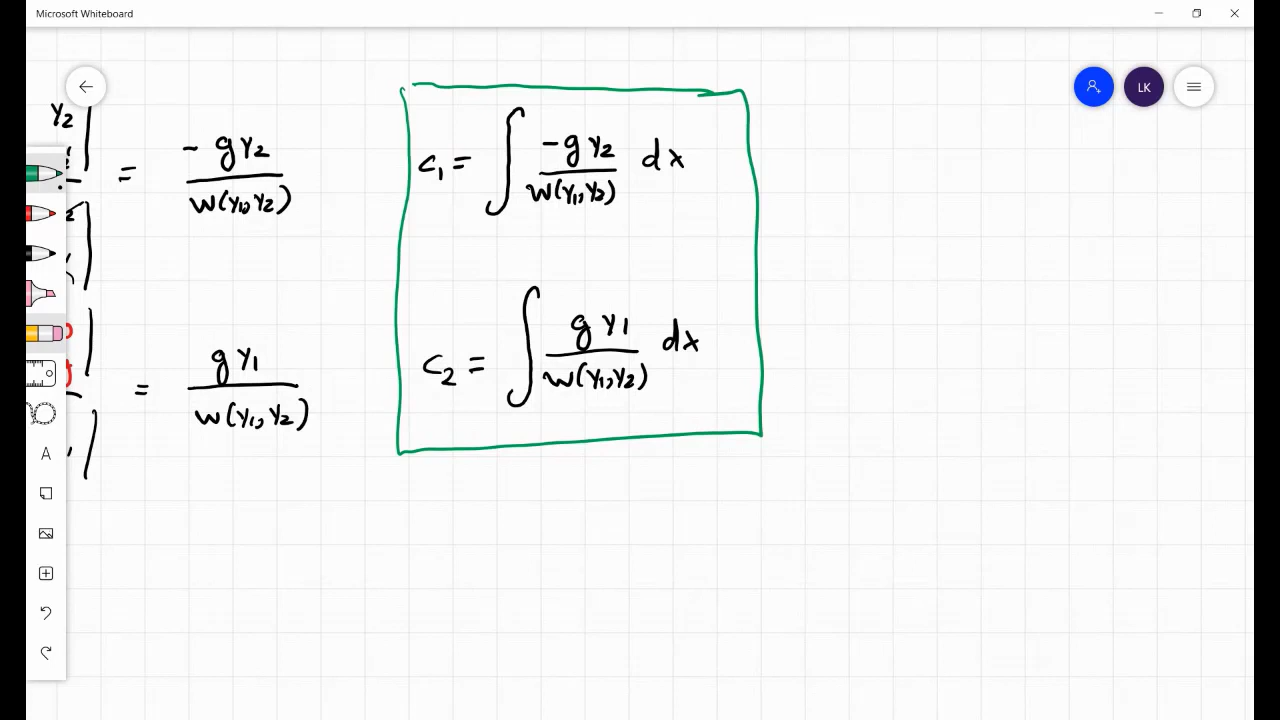 Microsoft Whiteboard
LK
y₂
= -gy₂ / W(y₁,y₂)
c₁ = ∫ -gy₂ / W(y₁,y₂) dx
= gy₁ / W(y₁,y₂)
c₂ = ∫ gy₁ / W(y₁,y₂) dx
A